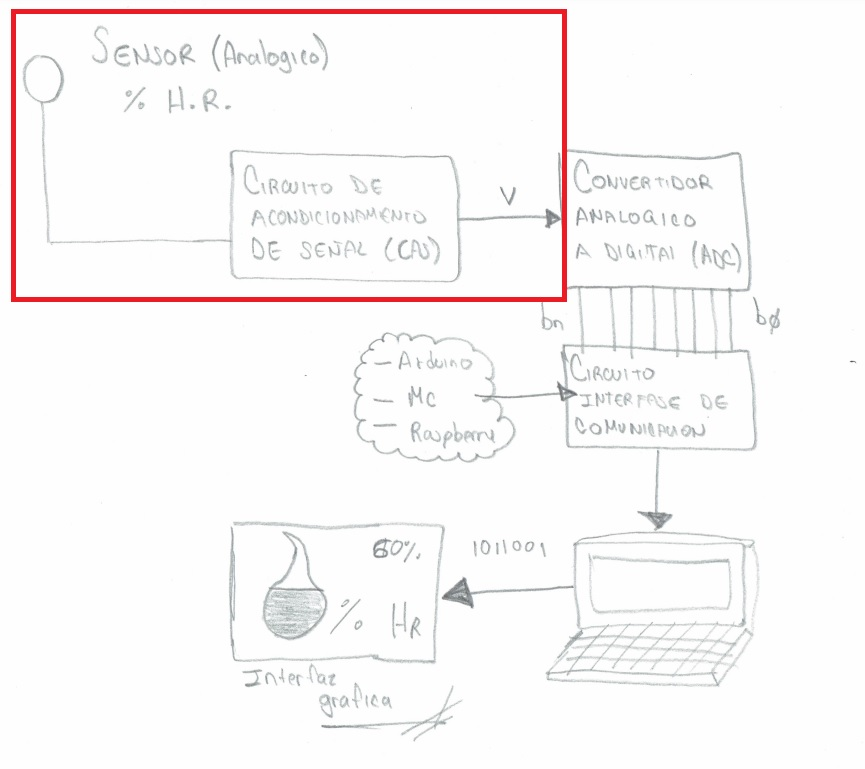 SENSOR (Analogico)
% H.R.
CIRCUITO DE
ACONDICIONAMENTO
DE SEÑAL (CAS)
V
CONVERTIDOR
ANALOGICO
A DIGITAL (ADC)
bn
bø
— Arduino
— Mc
— Raspberry
CIRCUITO
INTERFASE DE
COMUNICACION
1011001
60%
% HR
Interfaz
grafica